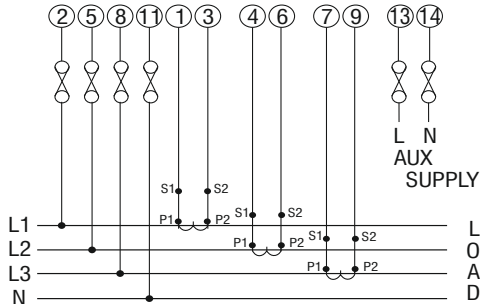 2 5 8 11 1 3 4 6 7 9 13 14
L N
AUX
SUPPLY
S1 S2
L1 P1 P2 S1 S2 L
L2 P1 P2 S1 S2 O
L3 P1 P2 A
N D